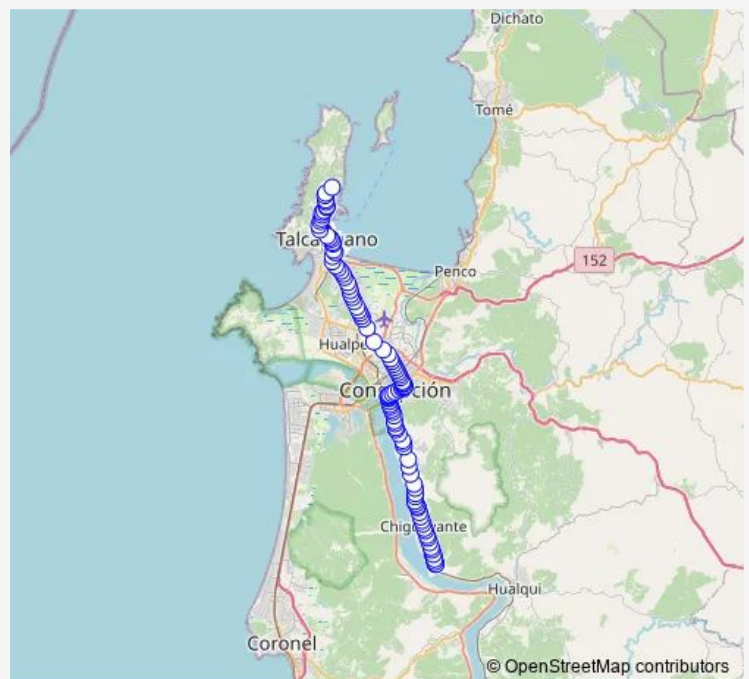 Dichato
Tomé
Talcahuano
152
Penco
Hualpén
Concepción
Chiguayante
Hualqui
Coronel
© OpenStreetMap contributors